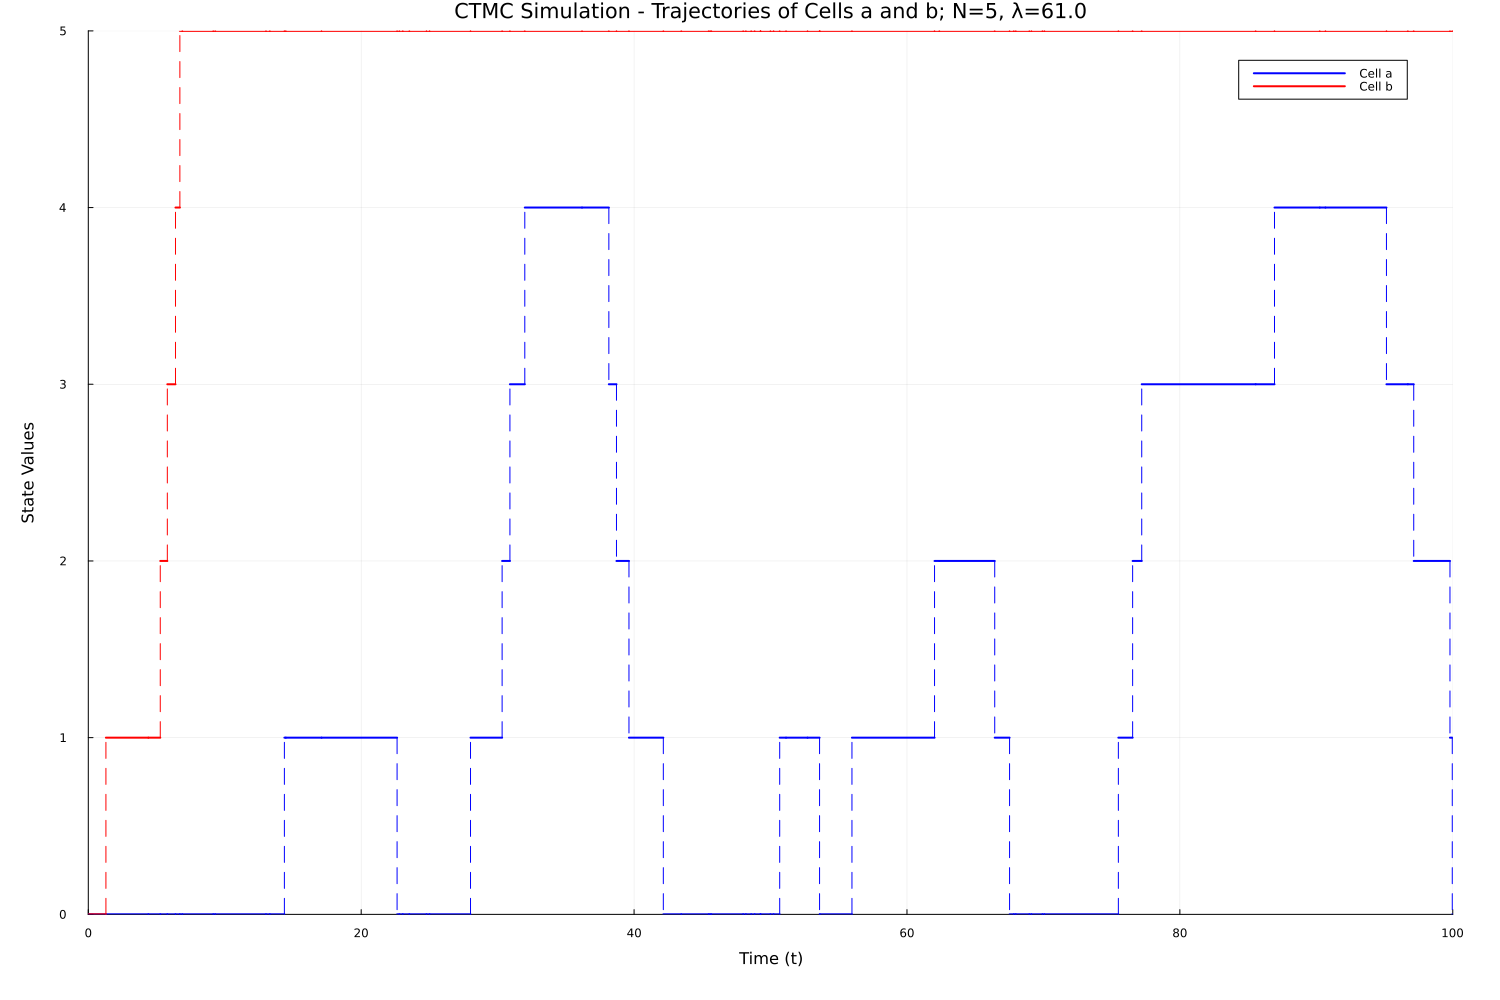 CTMC Simulation - Trajectories of Cells a and b; N=5, λ=61.0
5
Cell a
Cell b
4
3
State Values
2
1
0
0 20 40 60 80 100
Time (t)